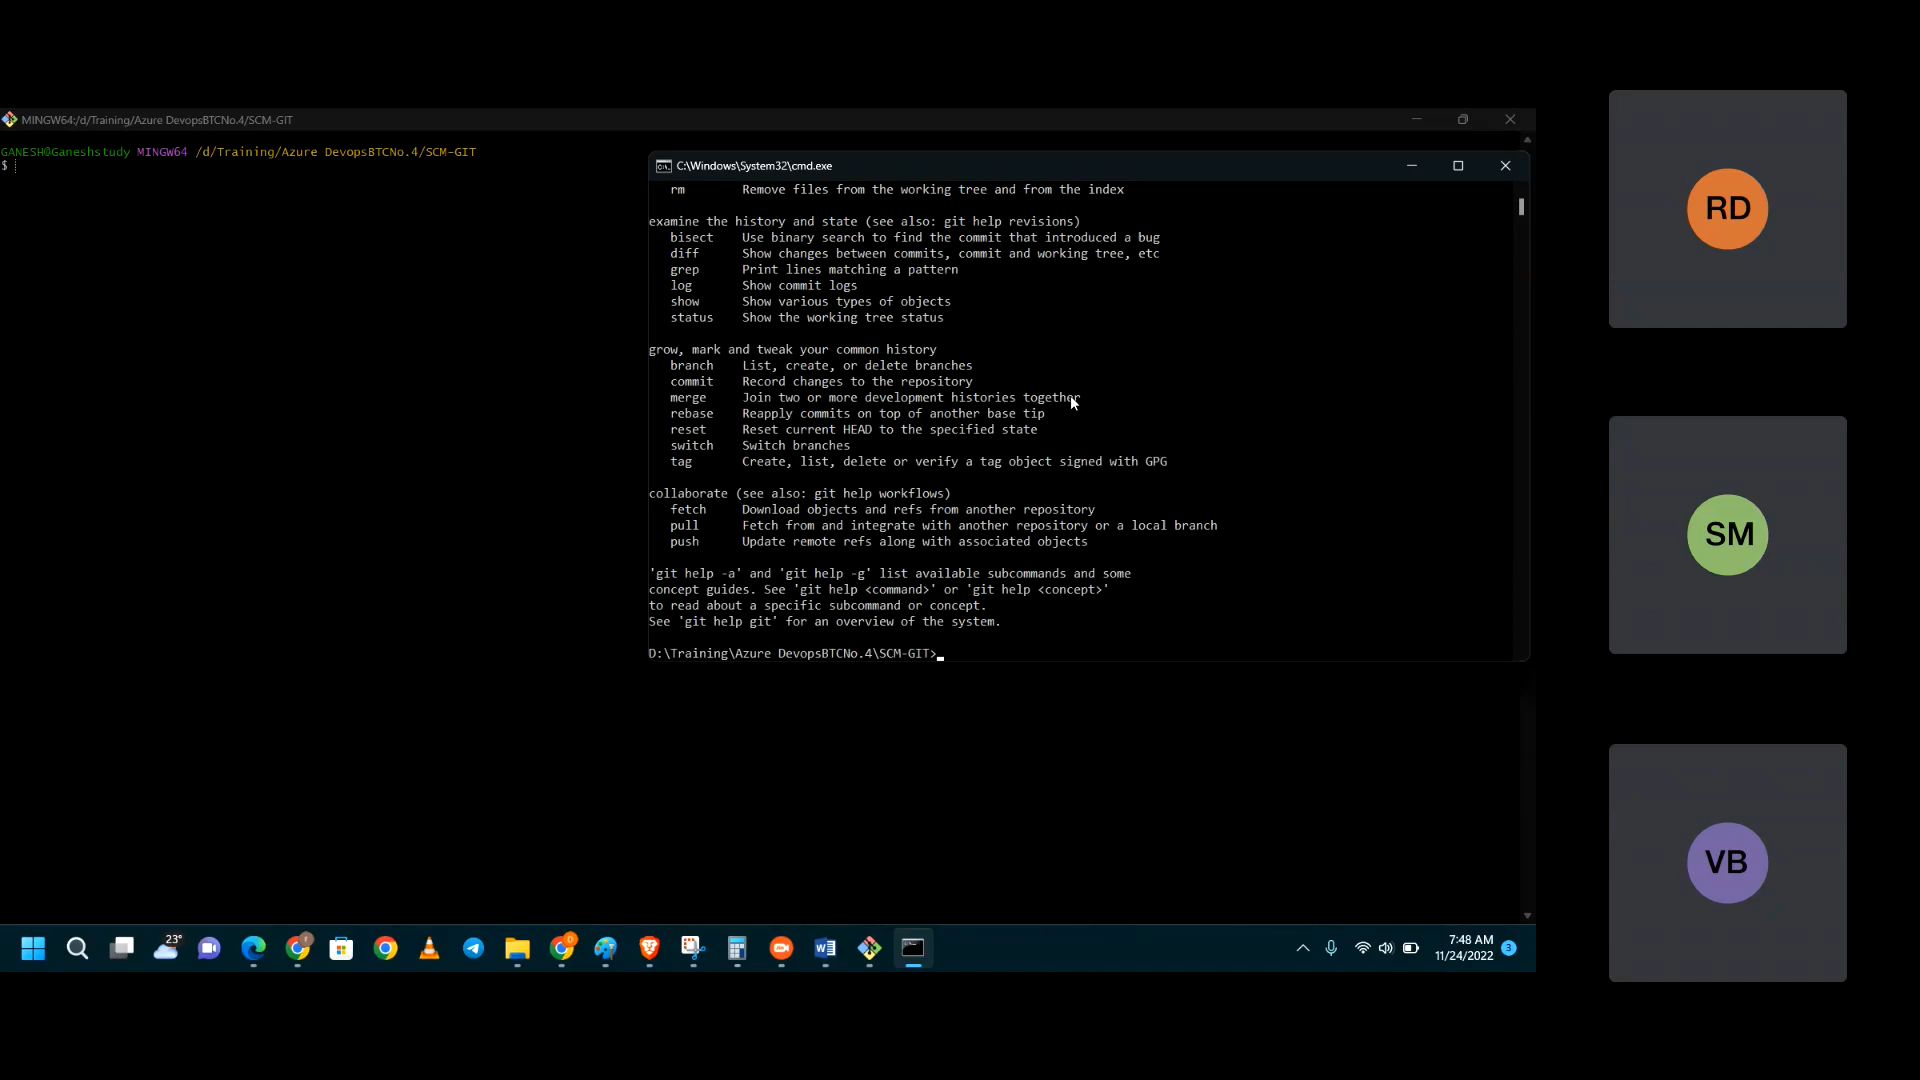 MINGW64:/d/Training/Azure DevopsBTCNo.4/SCM-GIT
GANESH@Ganeshstudy MINGW64 /d/Training/Azure DevopsBTCNo.4/SCM-GIT
$
C:\Windows\System32\cmd.exe
rm Remove files from the working tree and from the index
examine the history and state (see also: git help revisions)
bisect Use binary search to find the commit that introduced a bug
diff Show changes between commits, commit and working tree, etc
grep Print lines matching a pattern
log Show commit logs
show Show various types of objects
status Show the working tree status
grow, mark and tweak your common history
branch List, create, or delete branches
commit Record changes to the repository
merge Join two or more development histories together
rebase Reapply commits on top of another base tip
reset Reset current HEAD to the specified state
switch Switch branches
tag Create, list, delete or verify a tag object signed with GPG
collaborate (see also: git help workflows)
fetch Download objects and refs from another repository
pull Fetch from and integrate with another repository or a local branch
push Update remote refs along with associated objects
'git help -a' and 'git help -g' list available subcommands and some
concept guides. See 'git help <command>' or 'git help <concept>'
to read about a specific subcommand or concept.
See 'git help git' for an overview of the system.
D:\Training\Azure DevopsBTCNo.4\SCM-GIT>
RD
SM
VB
23°
7:48 AM
11/24/2022
3